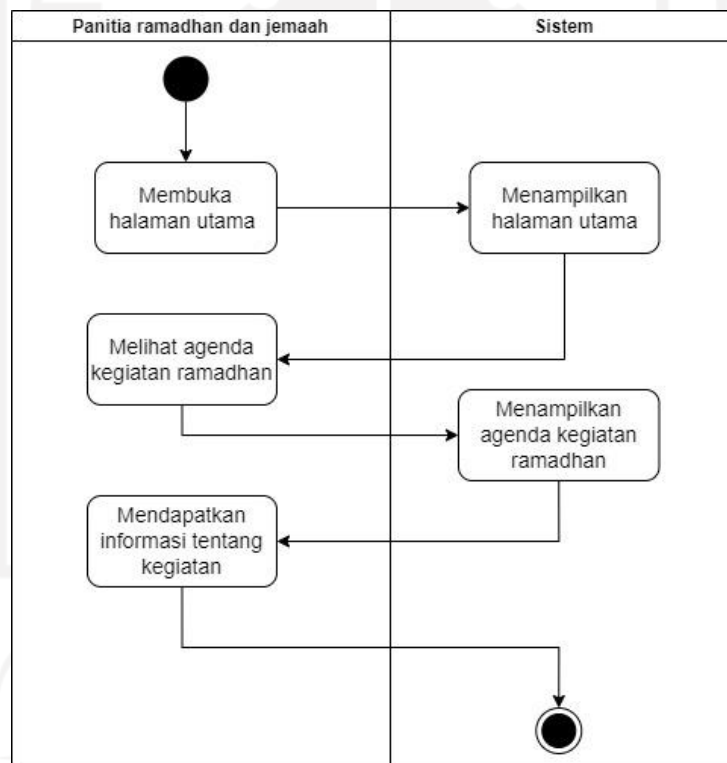 Panitia ramadhan dan jemaah
Sistem
Membuka
halaman utama
Menampilkan
halaman utama
Melihat agenda
kegiatan ramadhan
Menampilkan
agenda kegiatan
ramadhan
Mendapatkan
informasi tentang
kegiatan